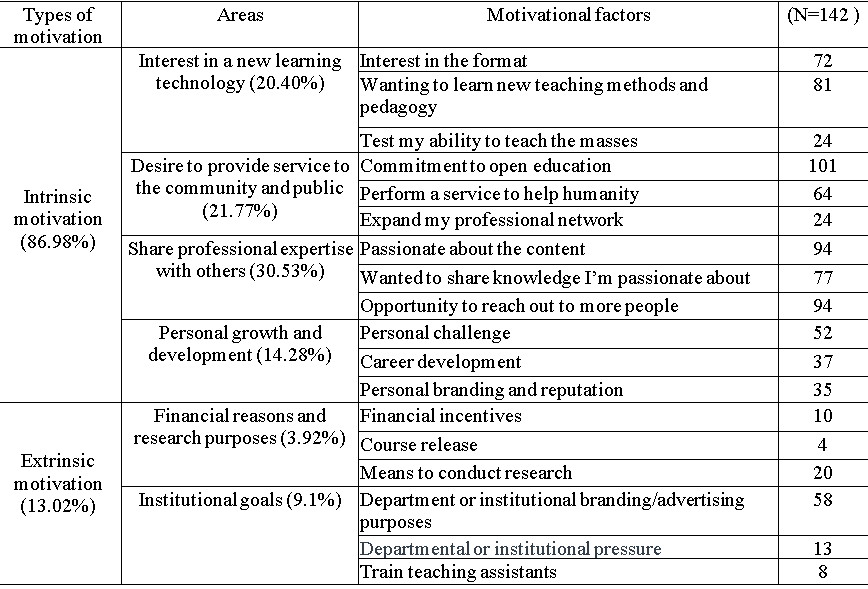 Types of motivation Areas Motivational factors (N=142 )
Intrinsic motivation (86.98%)
Interest in a new learning technology (20.40%)
Interest in the format 72
Wanting to learn new teaching methods and pedagogy 81
Test my ability to teach the masses 24
Desire to provide service to the community and public (21.77%)
Commitment to open education 101
Perform a service to help humanity 64
Expand my professional network 24
Share professional expertise with others (30.53%)
Passionate about the content 94
Wanted to share knowledge I’m passionate about 77
Opportunity to reach out to more people 94
Personal growth and development (14.28%)
Personal challenge 52
Career development 37
Personal branding and reputation 35
Extrinsic motivation (13.02%)
Financial reasons and research purposes (3.92%)
Financial incentives 10
Course release 4
Means to conduct research 20
Institutional goals (9.1%)
Department or institutional branding/advertising purposes 58
Departmental or institutional pressure 13
Train teaching assistants 8